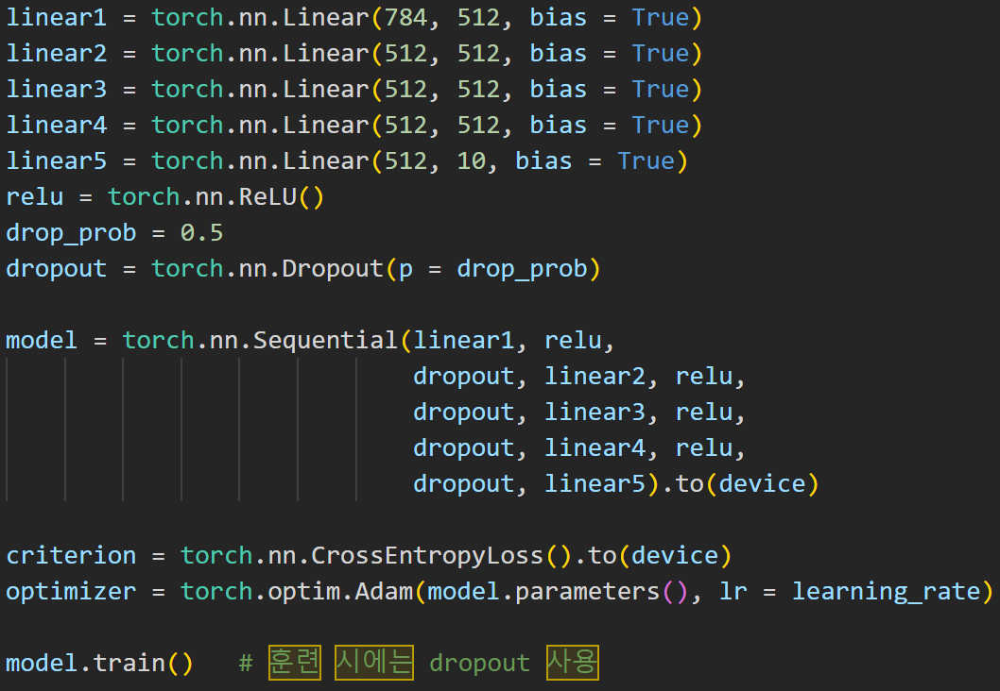 linear1 = torch.nn.Linear(784, 512, bias = True)
linear2 = torch.nn.Linear(512, 512, bias = True)
linear3 = torch.nn.Linear(512, 512, bias = True)
linear4 = torch.nn.Linear(512, 512, bias = True)
linear5 = torch.nn.Linear(512, 10, bias = True)
relu = torch.nn.ReLU()
drop_prob = 0.5
dropout = torch.nn.Dropout(p = drop_prob)
model = torch.nn.Sequential(linear1, relu,
dropout, linear2, relu,
dropout, linear3, relu,
dropout, linear4, relu,
dropout, linear5).to(device)
criterion = torch.nn.CrossEntropyLoss().to(device)
optimizer = torch.optim.Adam(model.parameters(), lr = learning_rate)
model.train()   # 훈련 시에는 dropout 사용